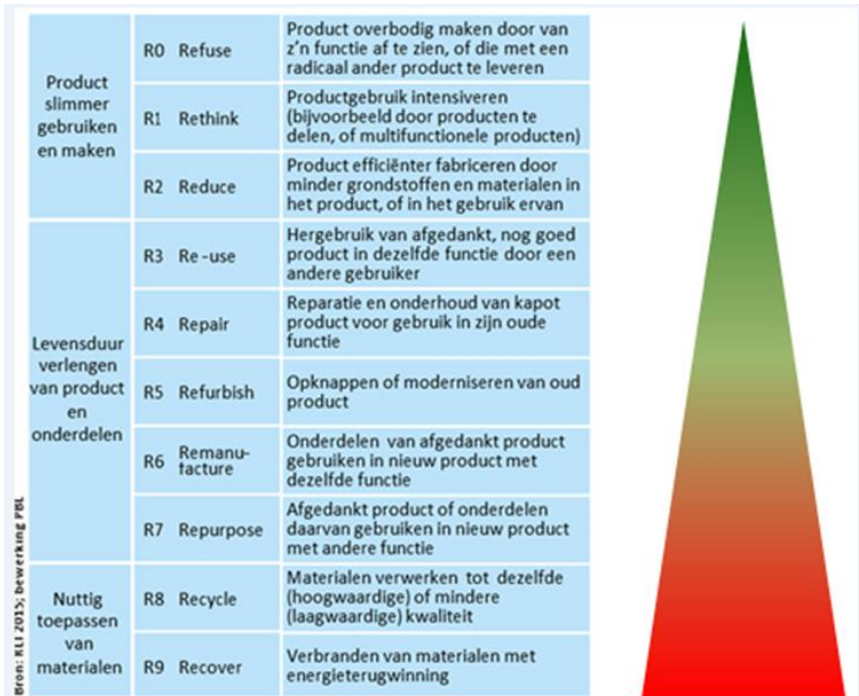 Product
slimmer
gebruiken
en maken
R0 Refuse
Product overbodig maken door van
z'n functie af te zien, of die met een
radicaal ander product te leveren
R1 Rethink
Productgebruik intensiveren
(bijvoorbeeld door producten te
delen, of multifunctionele producten)
R2 Reduce
Product efficiënter fabriceren door
minder grondstoffen en materialen in
het product, of in het gebruik ervan
Levensduur
verlengen
van product
en
onderdelen
R3 Re-use
Hergebruik van afgedankt, nog goed
product in dezelfde functie door een
andere gebruiker
R4 Repair
Reparatie en onderhoud van kapot
product voor gebruik in zijn oude
functie
R5 Refurbish
Opknappen of moderniseren van oud
product
R6 Remanu-
facture
Onderdelen van afgedankt product
gebruiken in nieuw product met
dezelfde functie
R7 Repurpose
Afgedankt product of onderdelen
daarvan gebruiken in nieuw product
met andere functie
Nuttig
toepassen
van
materialen
R8 Recycle
Materialen verwerken tot dezelfde
(hoogwaardige) of mindere
(laagwaardige) kwaliteit
R9 Recover
Verbranden van materialen met
energieterugwinning
Bron: KLI 2015; bewerking PBL